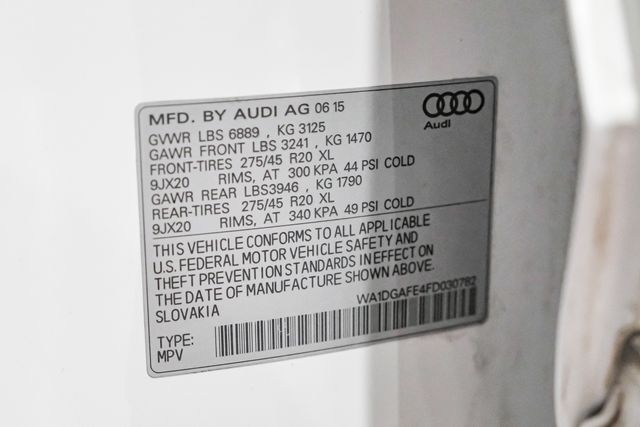 MFD. BY AUDI AG 06 15
GVWR LBS 6889 , KG 3125
GAWR FRONT LBS 3241 , KG 1470
FRONT-TIRES 275/45 R20 XL
9JX20 RIMS, AT 300 KPA 44 PSI COLD
GAWR REAR LBS3946 , KG 1790
REAR-TIRES 275/45 R20 XL
9JX20 RIMS, AT 340 KPA 49 PSI COLD
Audi
THIS VEHICLE CONFORMS TO ALL APPLICABLE
U.S. FEDERAL MOTOR VEHICLE SAFETY AND
THEFT PREVENTION STANDARDS IN EFFECT ON
THE DATE OF MANUFACTURE SHOWN ABOVE.
SLOVAKIA
WA1DGAFE4FD030782
TYPE:
MPV